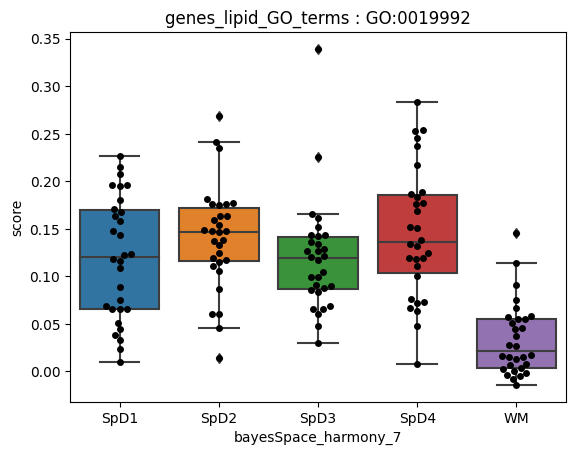 genes_lipid_GO_terms : GO:0019992
0.35
0.30
0.25
0.20
0.15
0.10
0.05
0.00
score
SpD1 SpD2 SpD3 SpD4 WM
bayesSpace_harmony_7